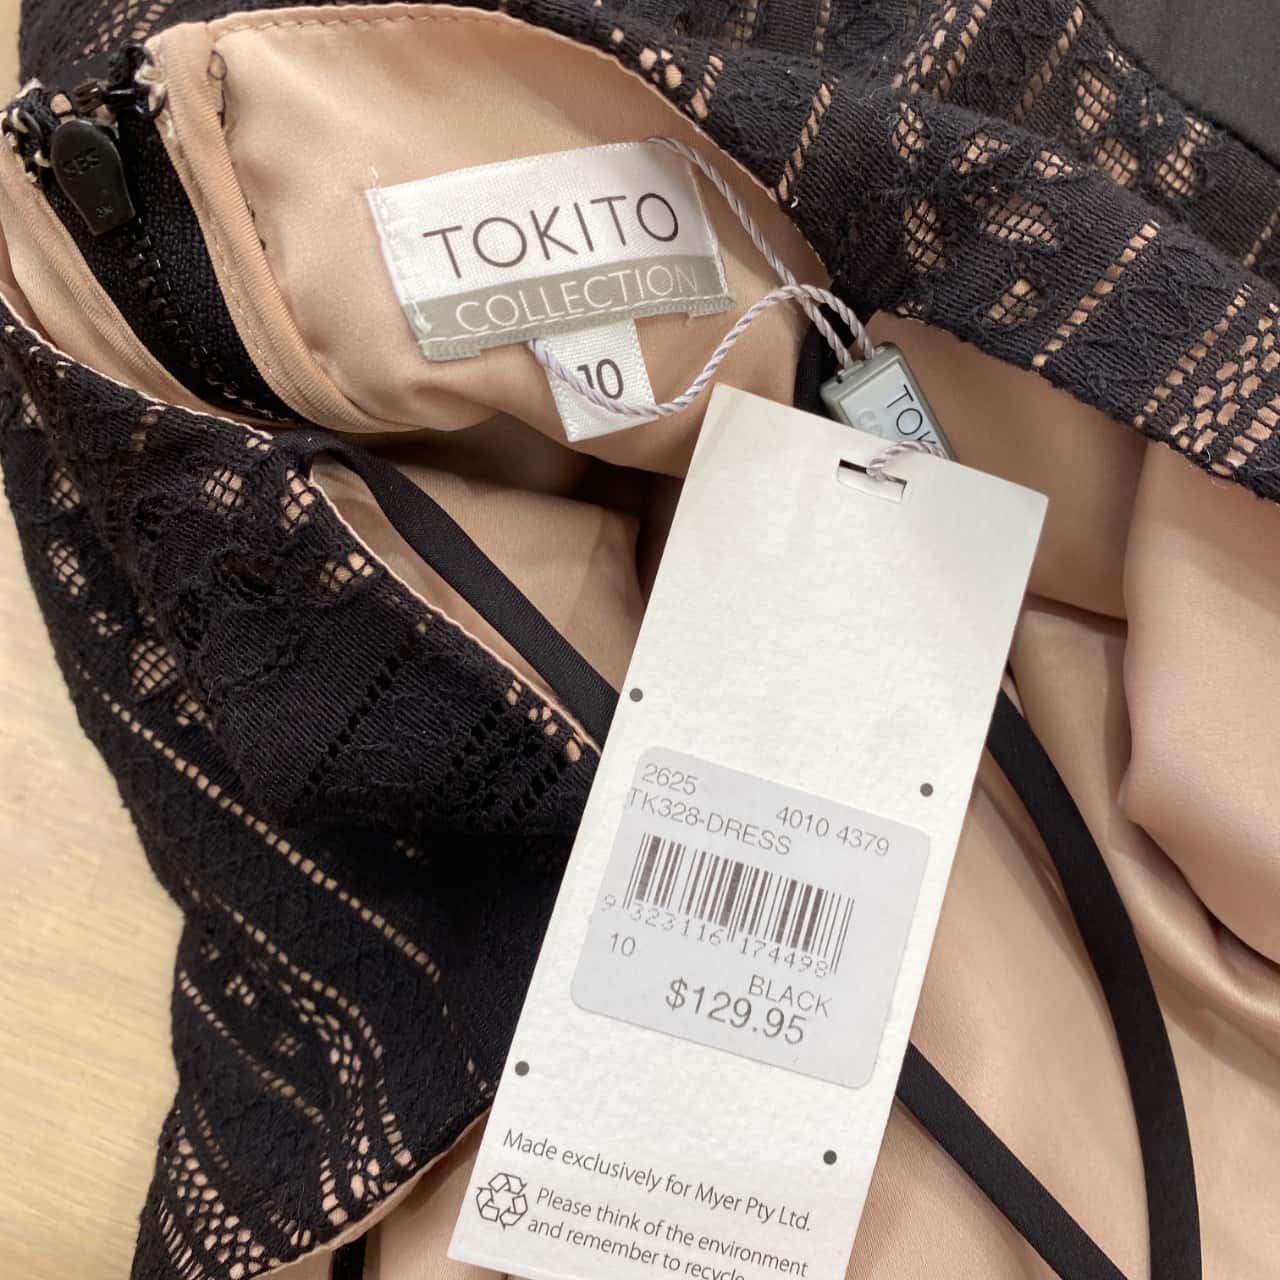 TOKITO
COLLECTION
10
2625
TK328-DRESS
4010 4379
9 323116 174498
10
BLACK
$129.95
Made exclusively for Myer Pty Ltd.
Please think of the environment
and remember to recycle